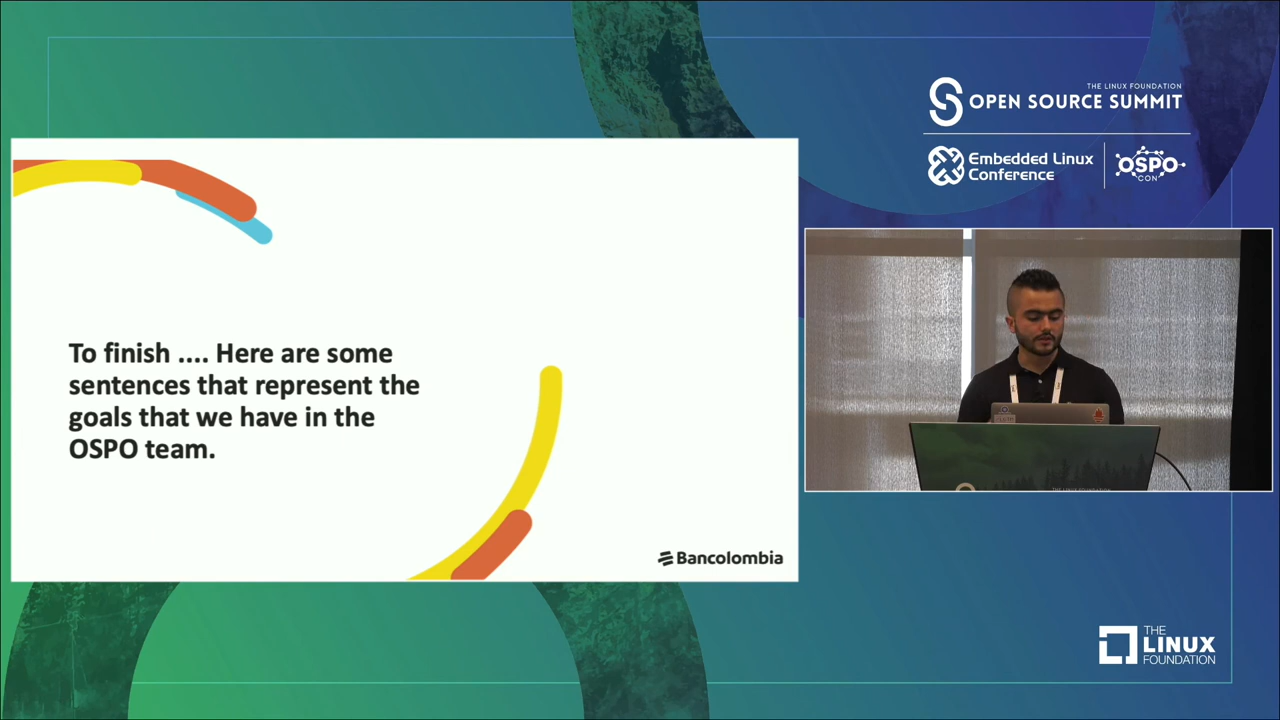 THE LINUX FOUNDATION
OPEN SOURCE SUMMIT
Embedded Linux
Conference
OSPO
CON
To finish .... Here are some
sentences that represent the
goals that we have in the
OSPO team.
Bancolombia
THE
LINUX
FOUNDATION